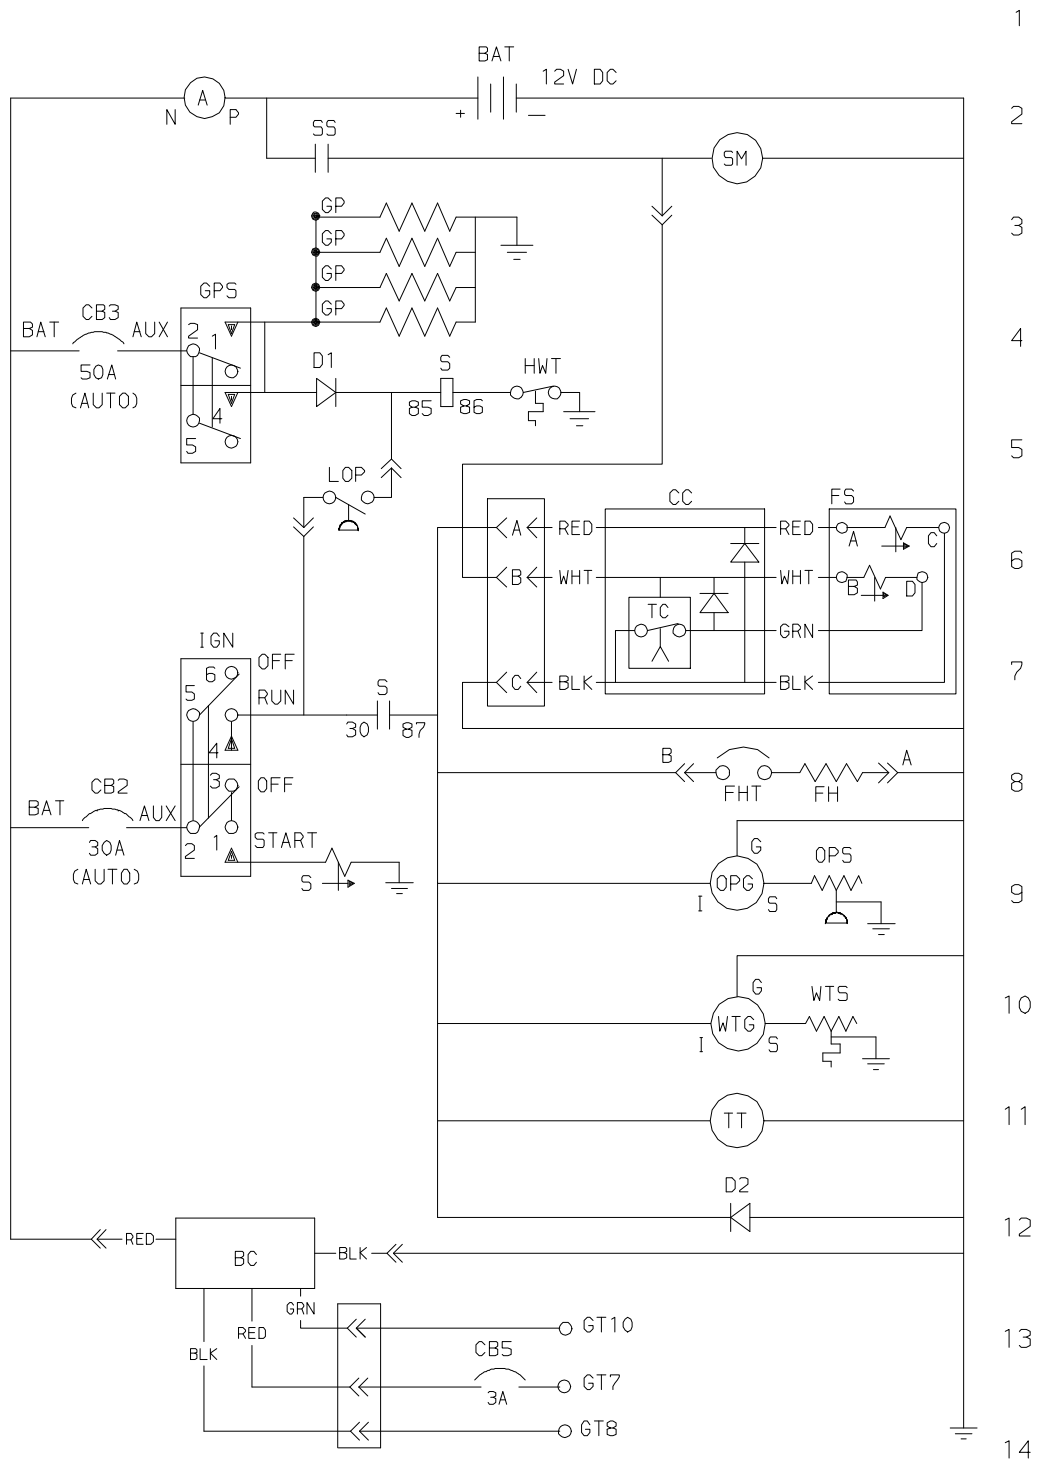 1
BAT
12V DC
A
N
P
+
—
2
SS
SM
GP
3
GP
GP
GP
GPS
CB3
BAT
AUX
2
1
4
50A
(AUTO)
D1
S
HWT
85
86
4
5
5
LOP
CC
FS
A
RED
RED
A
C
6
B
WHT
WHT
B
D
TC
GRN
IGN
6
OFF
7
5
RUN
C
BLK
BLK
S
30
87
4
B
A
3
OFF
8
CB2
BAT
AUX
FHT
FH
30A
(AUTO)
2
1
START
G
OPS
S
OPG
I
S
9
G
WTS
10
WTG
I
S
TT
11
D2
12
RED
BC
BLK
GRN
RED
GT10
13
BLK
CB5
3A
GT7
GT8
14